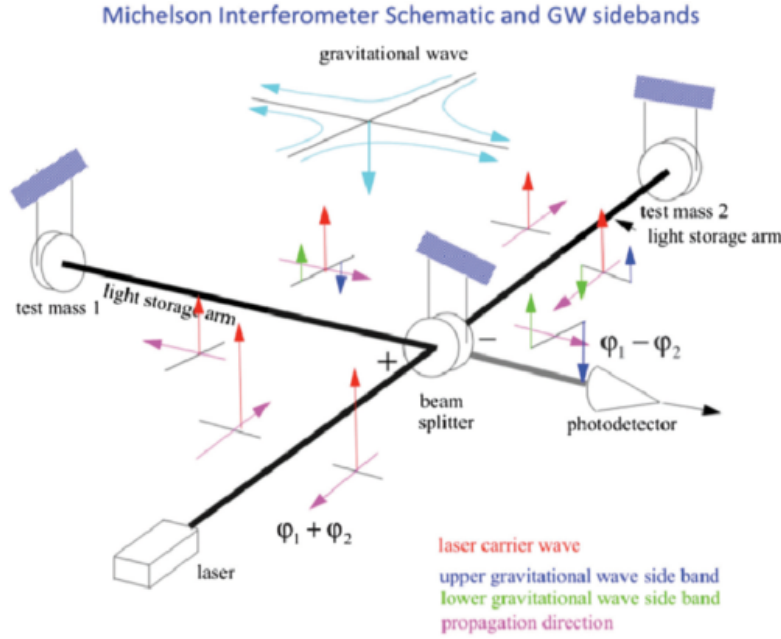 Michelson Interferometer Schematic and GW sidebands
gravitational wave
test mass 2
light storage arm
test mass 1
light storage arm
+
−
φ₁ − φ₂
beam
splitter
photodetector
φ₁ + φ₂
laser
laser carrier wave
upper gravitational wave side band
lower gravitational wave side band
propagation direction